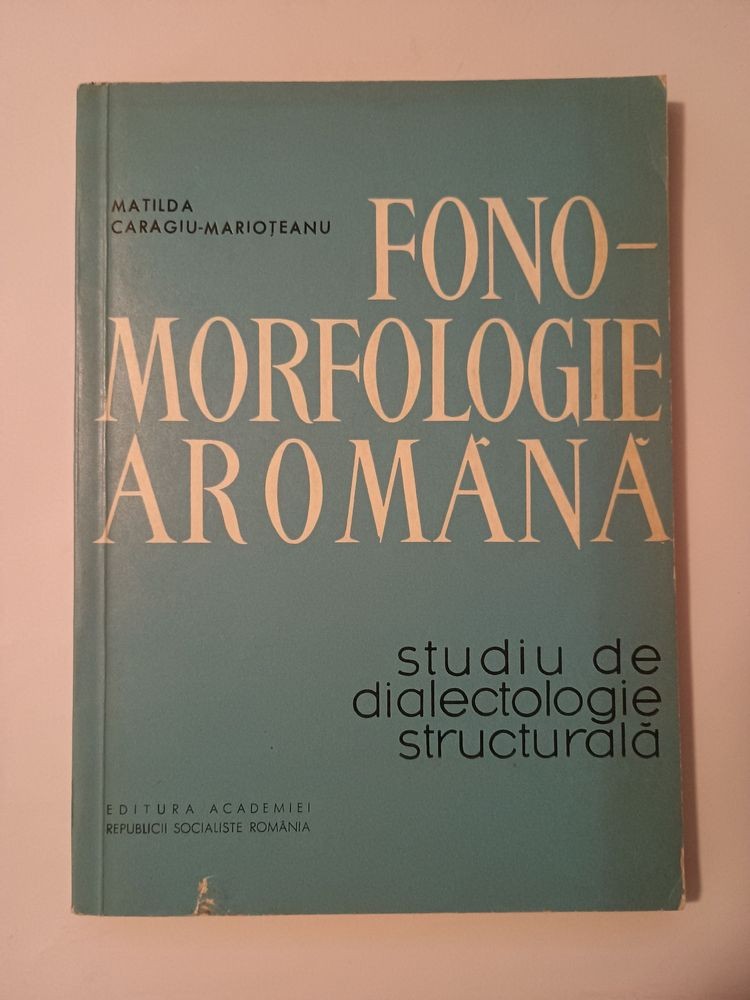 MATILDA
CARAGIU-MARIOȚEANU
FONO-
MORFOLOGIE
AROMÂNĂ
studiu de
dialectologie
structurală
EDITURA ACADEMIEI
REPUBLICII SOCIALISTE ROMÂNIA